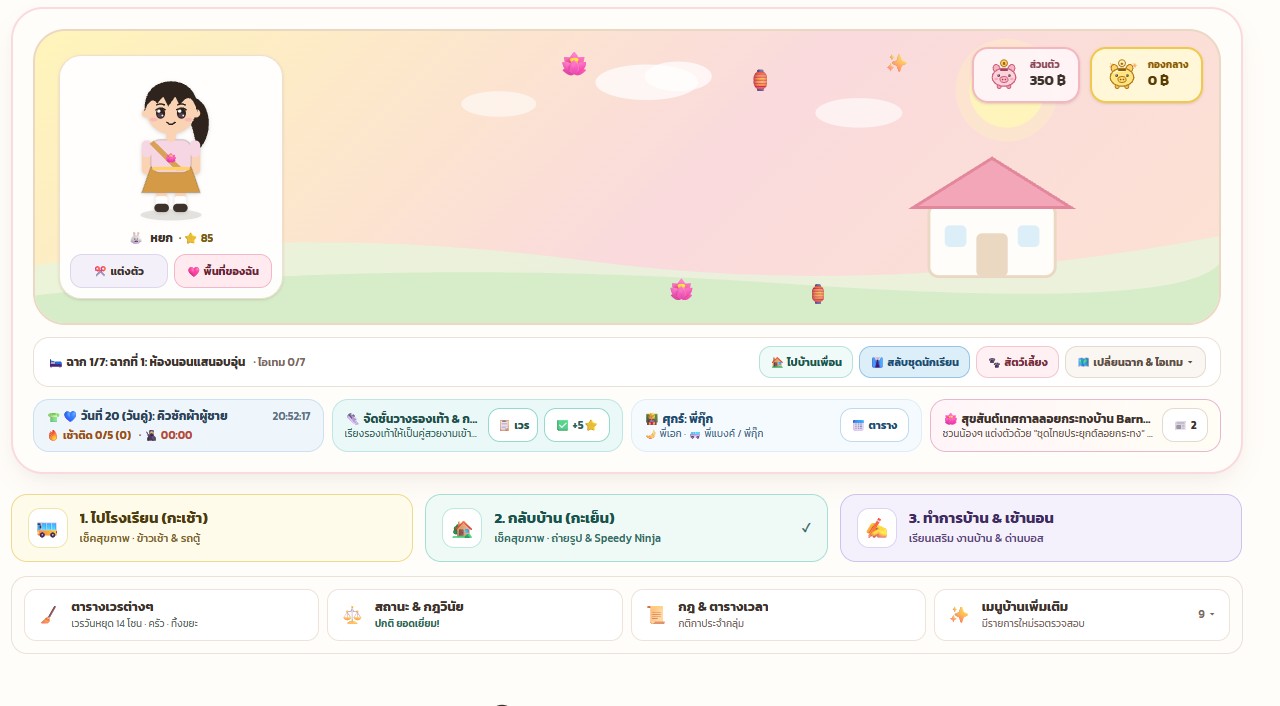 ส่วนตัว
350 ฿
กองกลาง
0 ฿
หยก · ⭐ 85
แต่งตัว
พื้นที่ของฉัน
ฉาก 1/7: ฉากที่ 1: ห้องนอนแสนอบอุ่น · ไอเทม 0/7
ไปบ้านเพื่อน
สลับชุดนักเรียน
สัตว์เลี้ยง
เปลี่ยนฉาก & ไอเทม
วันที่ 20 (วันคู่): คิวซักผ้าผู้ชาย
20:52:17
เช้าติด 0/5 (0) · 00:00
จัดชั้นวางรองเท้า & ก...
เรียงรองเท้าให้เป็นคู่สวยงามเข้า...
เวร
+5
ศุกร์: พี่กุ๊ก
พี่เอก · พี่แบงค์ / พี่กุ๊ก
ตาราง
สุขสันต์เทศกาลลอยกระทงบ้าน Barn...
ชวนน้องๆ แต่งตัวด้วย "ชุดไทยประยุกต์ลอยกระทง" ...
2
1. ไปโรงเรียน (กะเช้า)
เช็คสุขภาพ · ข้าวเช้า & รถตู้
2. กลับบ้าน (กะเย็น)
เช็คสุขภาพ · ถ่ายรูป & Speedy Ninja
✓
3. ทำการบ้าน & เข้านอน
เรียนเสริม งานบ้าน & ด่านบอส
ตารางเวรต่างๆ
เวรวันหยุด 14 โซน · ครัว · ทิ้งขยะ
สถานะ & กฎวินัย
ปกติ ยอดเยี่ยม!
กฎ & ตารางเวลา
กติกาประจำกลุ่ม
เมนูบ้านเพิ่มเติม
มีรายการใหม่รอตรวจสอบ
9